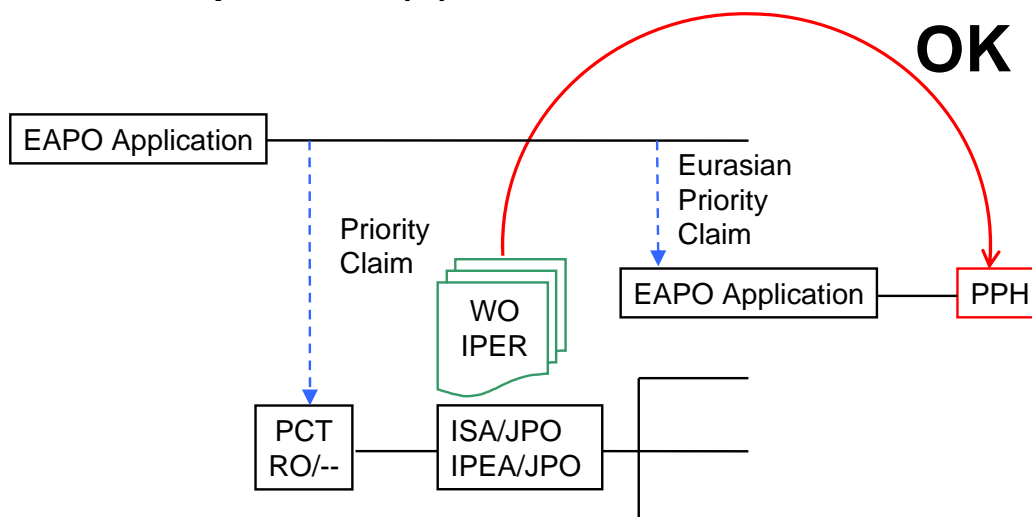 OK
EAPO Application
Priority
Claim
Eurasian
Priority
Claim
WO
IPER
EAPO Application
PPH
PCT
RO/--
ISA/JPO
IPEA/JPO